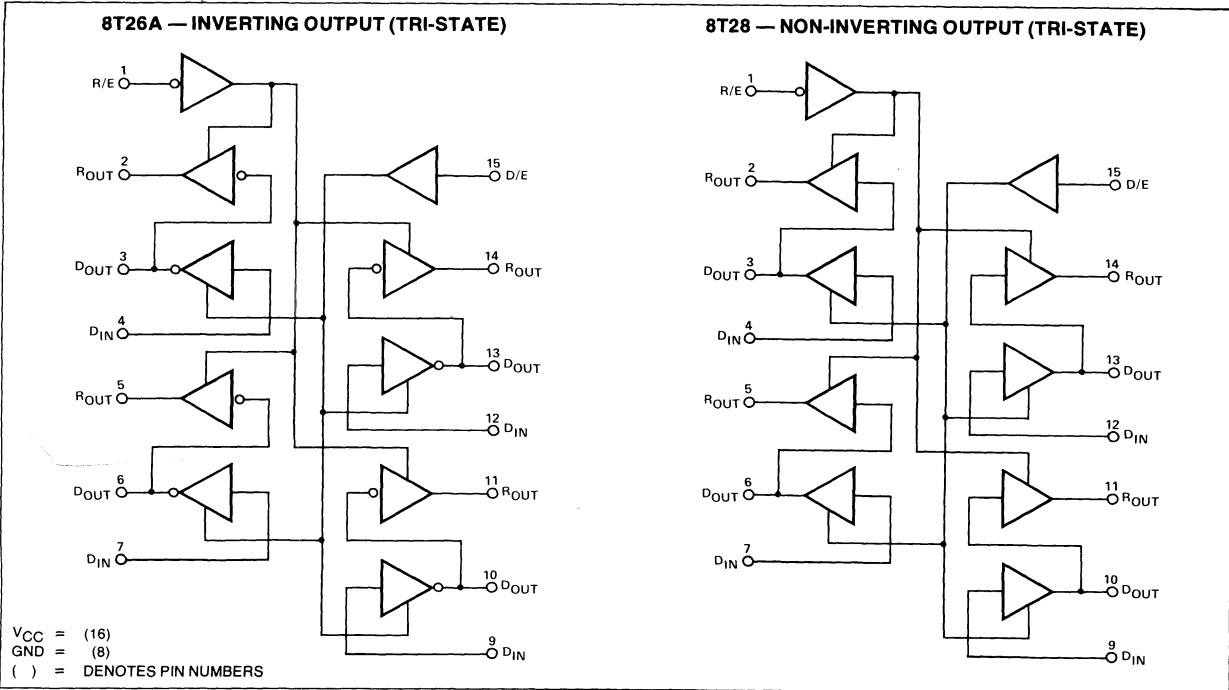 8T26A — INVERTING OUTPUT (TRI-STATE)
1
R/E
2
ROUT
15
D/E
3
DOUT
14
ROUT
4
DIN
13
DOUT
5
ROUT
12
DIN
6
DOUT
11
ROUT
7
DIN
10
DOUT
9
DIN
VCC = (16)
GND = (8)
( ) = DENOTES PIN NUMBERS
8T28 — NON-INVERTING OUTPUT (TRI-STATE)
1
R/E
2
ROUT
15
D/E
3
DOUT
14
ROUT
4
DIN
13
DOUT
5
ROUT
12
DIN
6
DOUT
11
ROUT
7
DIN
10
DOUT
9
DIN